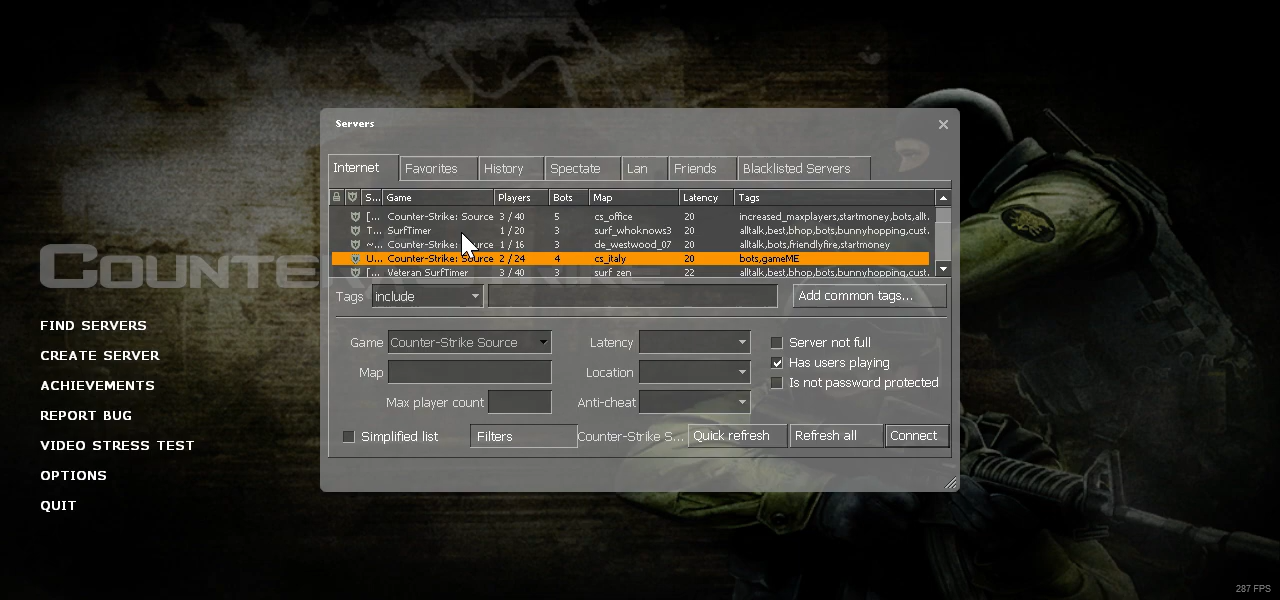 Servers
Internet Favorites History Spectate Lan Friends Blacklisted Servers
S... Game Players Bots Map Latency Tags
[... Counter-Strike: Source 3 / 40 5 cs_office 20 increased_maxplayers,startmoney,bots,allt.
T... SurfTimer 1 / 20 3 surf_whoknows3 20 alltalk,best,bhop,bots,bunnyhopping,cust.
~... Counter-Strike: Source 1 / 16 3 de_westwood_07 20 alltalk,bots,friendlyfire,startmoney
U... Counter-Strike: Source 2 / 24 4 cs_italy 20 bots,gameME
[... Veteran SurfTimer 3 / 40 3 surf_zen 22 alltalk,best,bhop,bots,bunnyhopping,cust.
Tags include Add common tags...
Game Counter-Strike Source Latency Server not full
Has users playing
Map Location Is not password protected
Max player count Anti-cheat
Simplified list Filters Counter-Strike S... Quick refresh Refresh all Connect
COUNTER STRIKE
FIND SERVERS
CREATE SERVER
ACHIEVEMENTS
REPORT BUG
VIDEO STRESS TEST
OPTIONS
QUIT
287 FPS